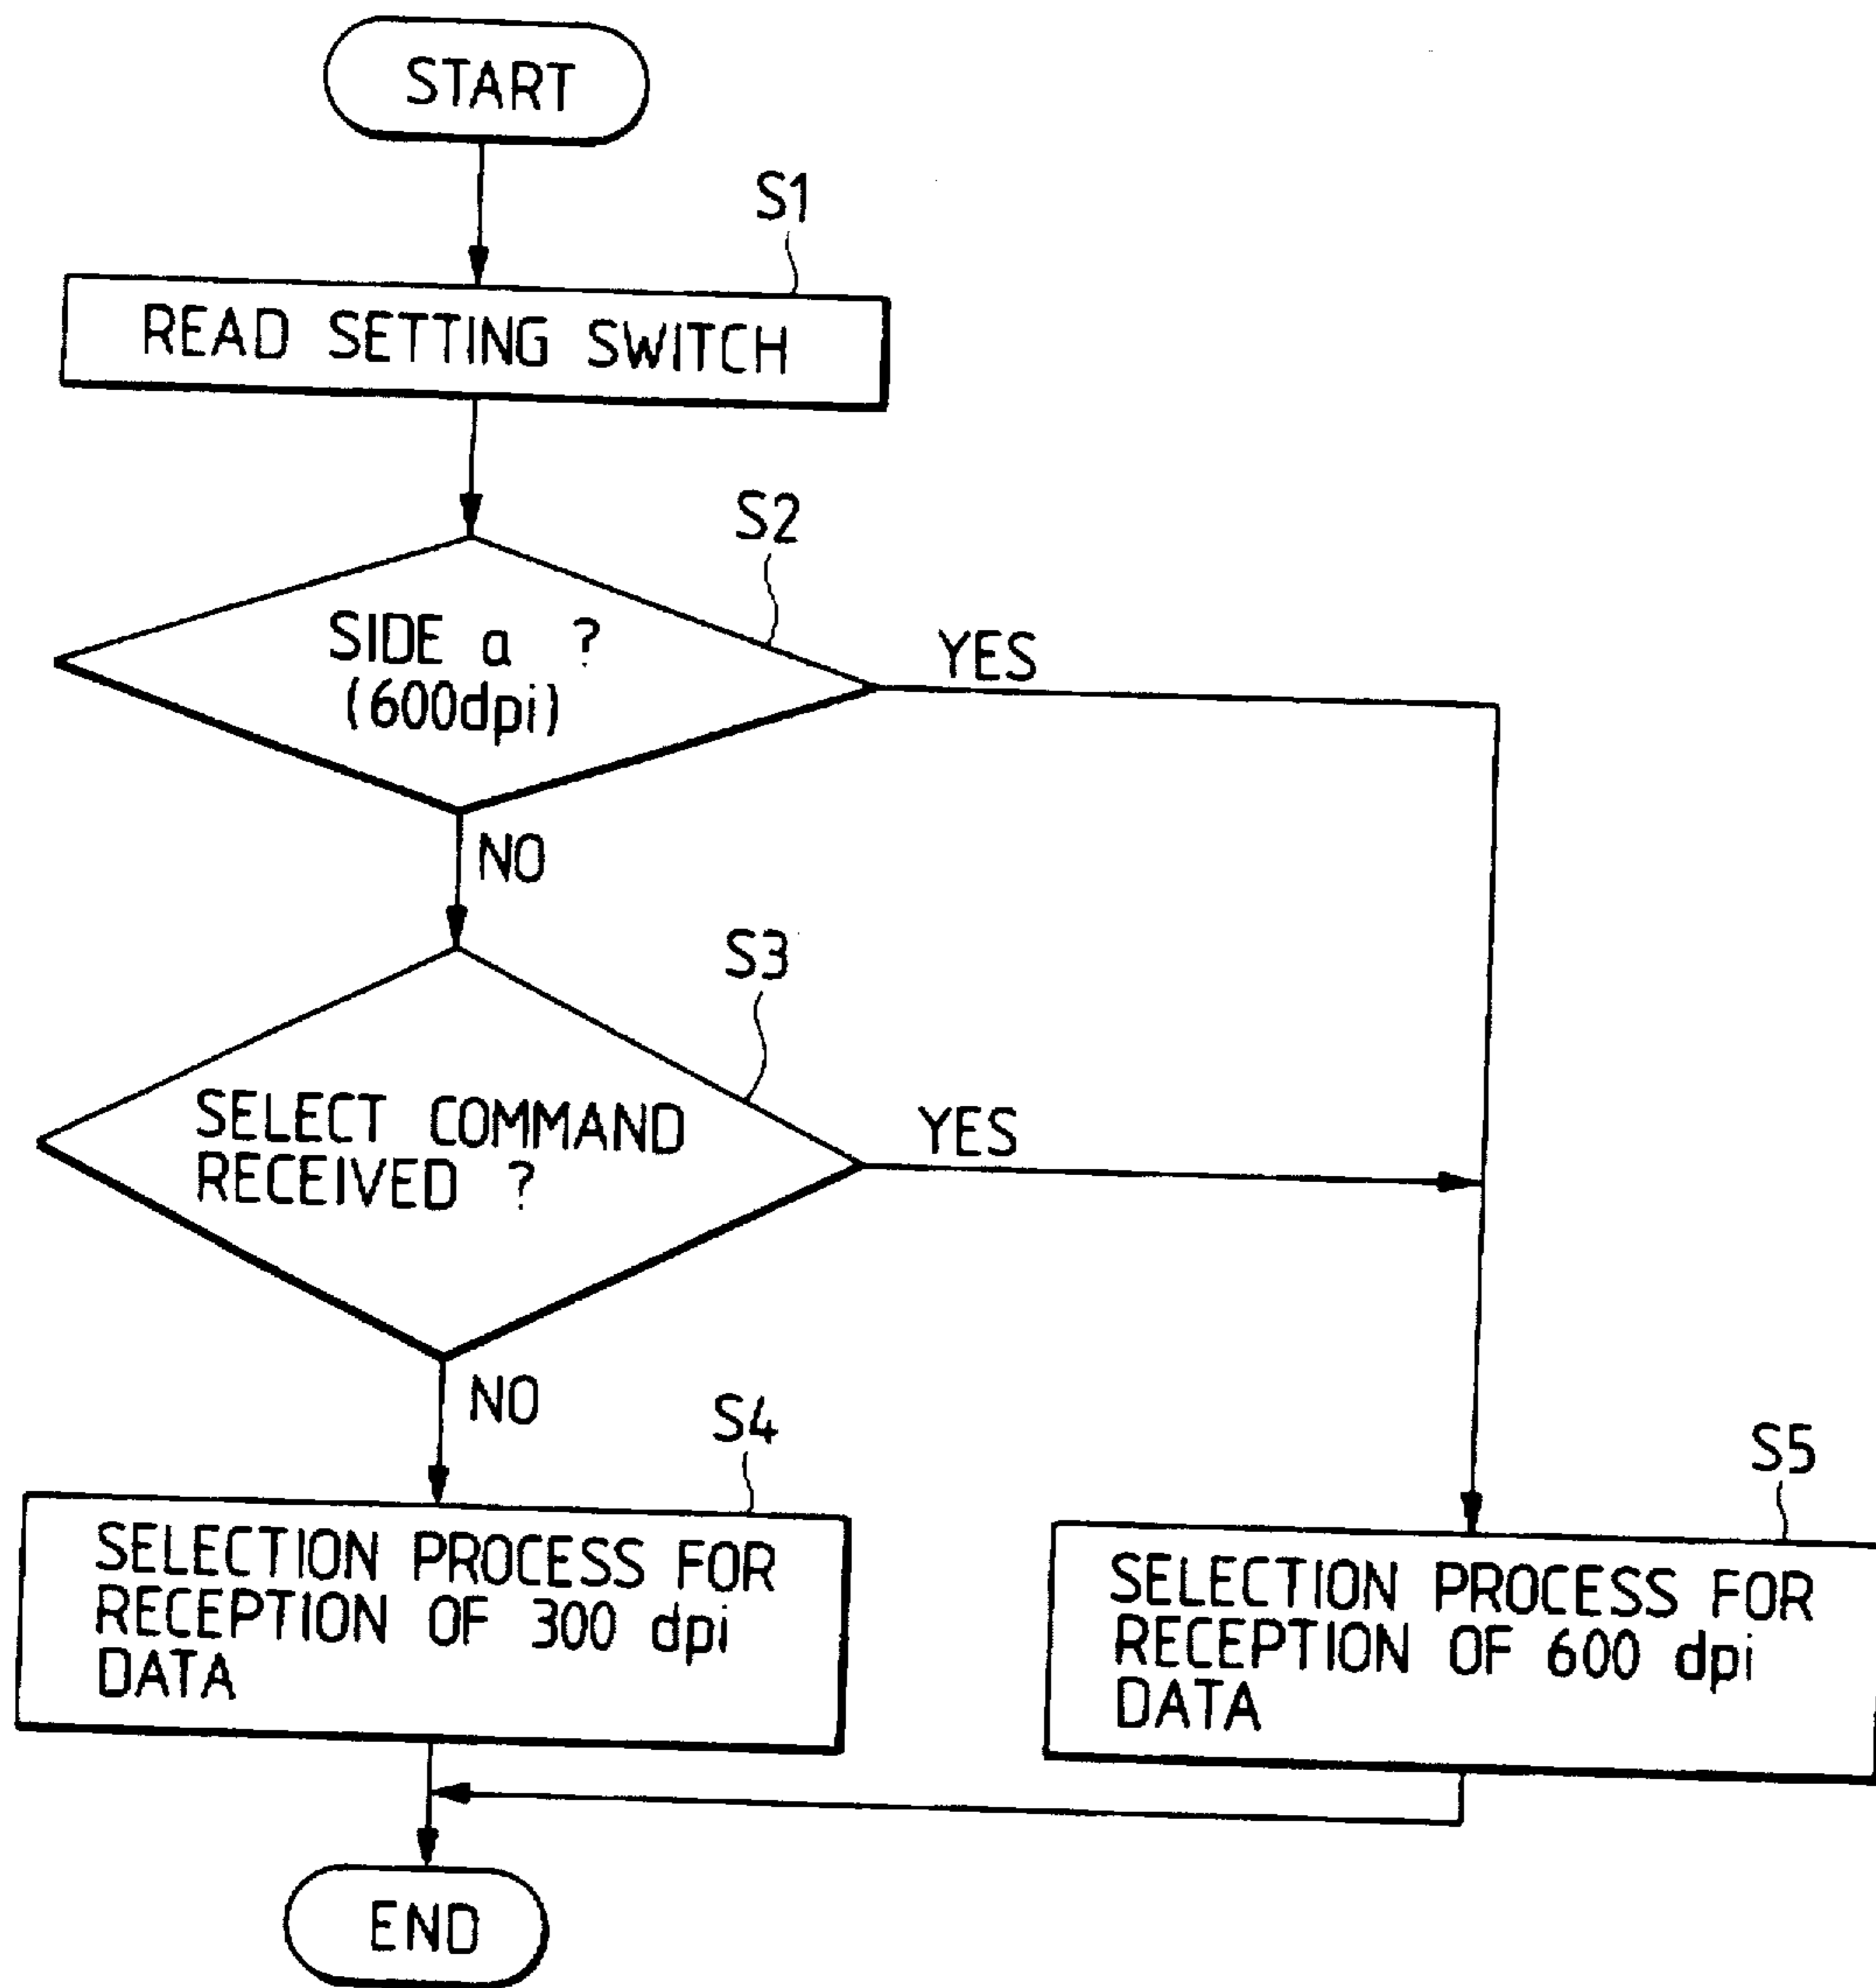 START
S1
READ SETTING SWITCH
S2
SIDE a ?
(600dpi)
YES
NO
S3
SELECT COMMAND
RECEIVED ?
YES
NO
S4
SELECTION PROCESS FOR
RECEPTION OF 300 dpi
DATA
S5
SELECTION PROCESS FOR
RECEPTION OF 600 dpi
DATA
END